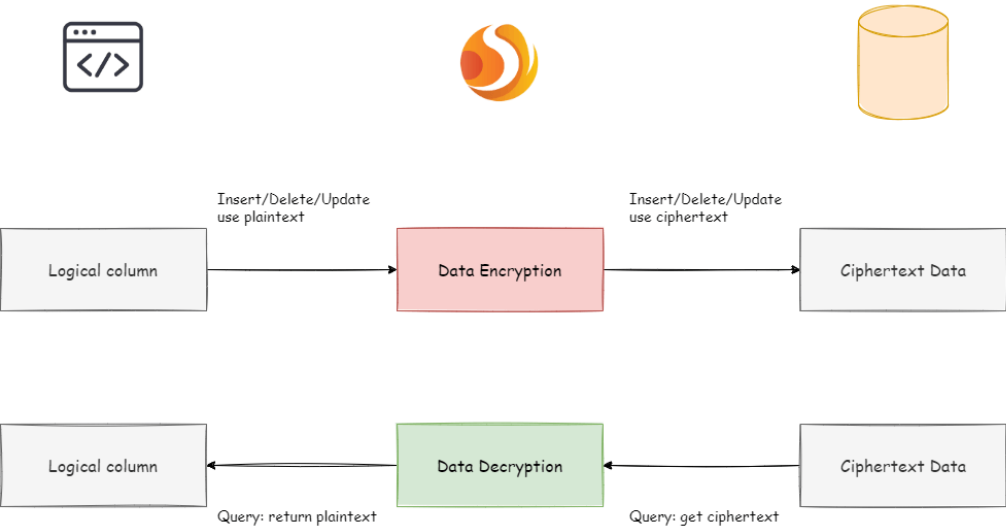 </>
Insert/Delete/Update
use plaintext
Insert/Delete/Update
use ciphertext
Logical column
Data Encryption
Ciphertext Data
Logical column
Data Decryption
Ciphertext Data
Query: return plaintext
Query: get ciphertext